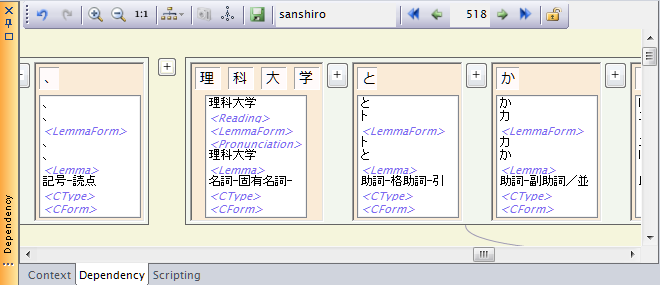 1:1 sanshiro 518
、 + + 理 科 大 学 + と + か +
、
、
<LemmaForm>
、
、
<Lemma>
記号-読点
<CType>
<CForm>
理科大学
<Reading>
<LemmaForm>
<Pronunciation>
理科大学
<Lemma>
名詞-固有名詞-
<CType>
<CForm>
と
ト
<LemmaForm>
ト
と
<Lemma>
助詞-格助詞-引
<CType>
<CForm>
か
カ
<LemmaForm>
カ
か
<Lemma>
助詞-副助詞／並
<CType>
<CForm>
Dependency
Context Dependency Scripting